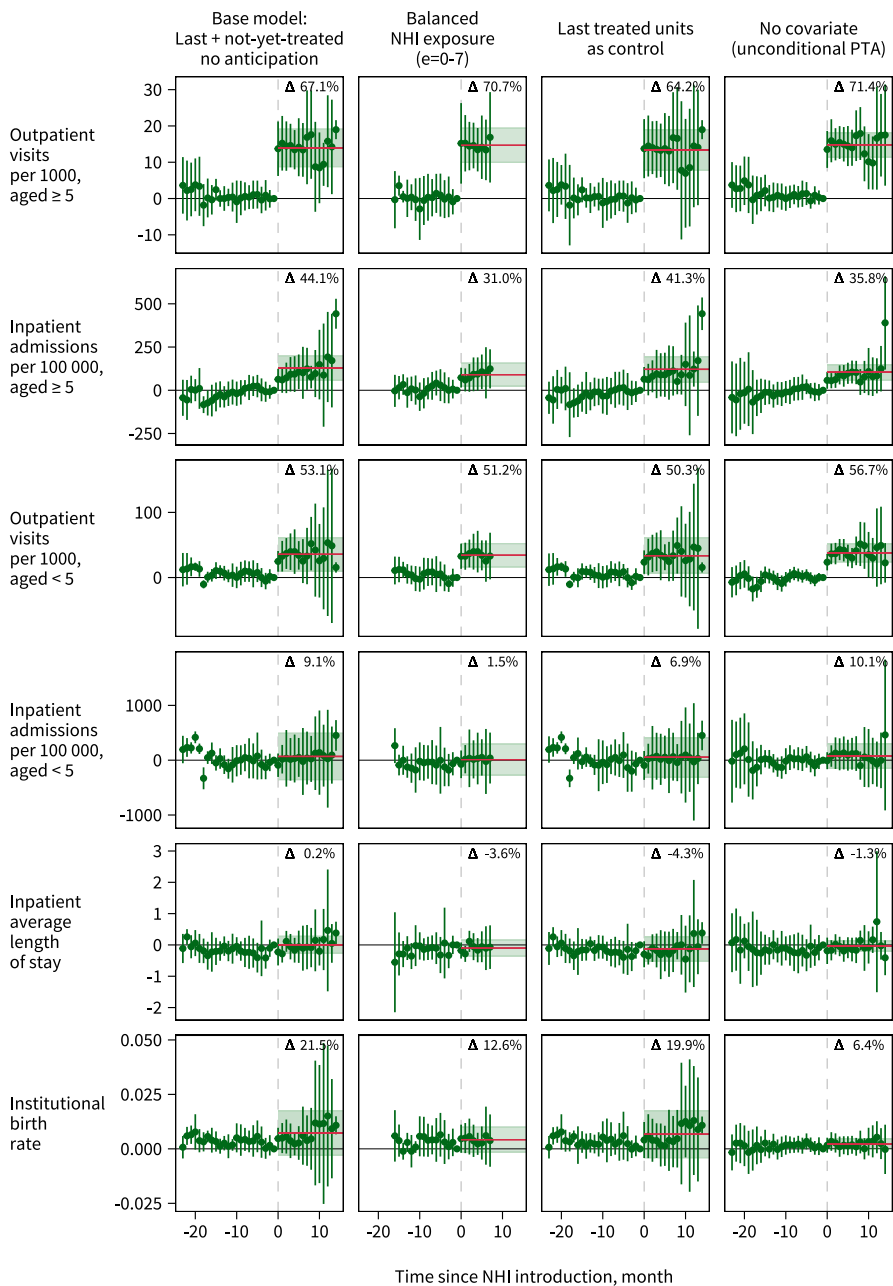 Base model:
Last + not-yet-treated
no anticipation
Balanced
NHI exposure
(e=0-7)
Last treated units
as control
No covariate
(unconditional PTA)
Outpatient
visits
per 1000,
aged ≥ 5
30
20
10
0
-10
Δ 67.1%
Δ 70.7%
Δ 64.2%
Δ 71.4%
Inpatient
admissions
per 100 000,
aged ≥ 5
500
250
0
-250
Δ 44.1%
Δ 31.0%
Δ 41.3%
Δ 35.8%
Outpatient
visits
per 1000,
aged < 5
100
0
Δ 53.1%
Δ 51.2%
Δ 50.3%
Δ 56.7%
Inpatient
admissions
per 100 000,
aged < 5
1000
0
-1000
Δ 9.1%
Δ 1.5%
Δ 6.9%
Δ 10.1%
Inpatient
average
length
of stay
3
2
1
0
-1
-2
Δ 0.2%
Δ -3.6%
Δ -4.3%
Δ -1.3%
Institutional
birth
rate
0.050
0.025
0.000
-0.025
Δ 21.5%
Δ 12.6%
Δ 19.9%
Δ 6.4%
-20 -10 0 10
-20 -10 0 10
-20 -10 0 10
-20 -10 0 10
Time since NHI introduction, month